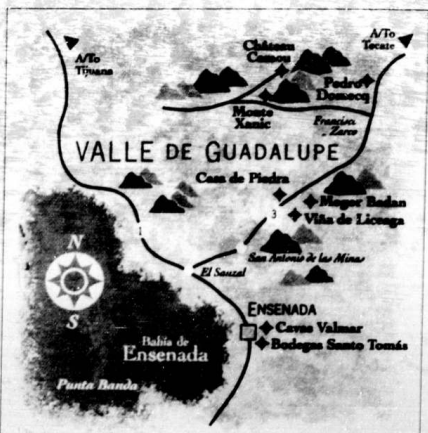 A/To
Tijuana
A/To
Tecate
Château
Camou
Pedro
Domecq
Monte
Xanic
Francisco
Zarco
VALLE DE GUADALUPE
Casa de Piedra
Mogor Badan
3
Viña de Liceaga
1
San Antonio de las Minas
El Sauzal
N
S
ENSENADA
Cavas Valmar
Bodegas Santo Tomás
Bahía de
Ensenada
Punta Banda